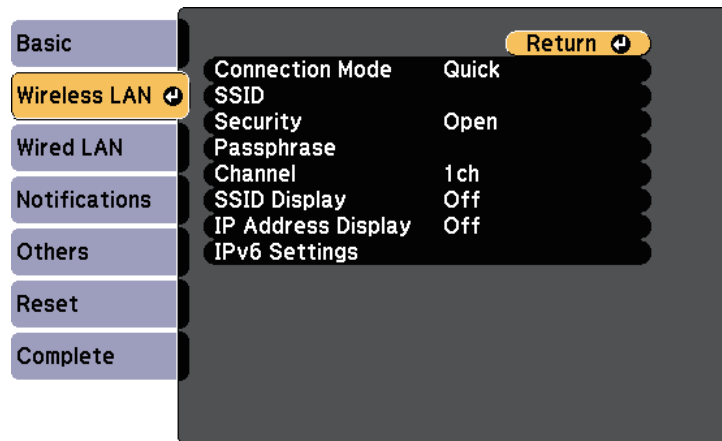 Basic
Wireless LAN
Wired LAN
Notifications
Others
Reset
Complete
Return
Connection Mode Quick
SSID
Security Open
Passphrase
Channel 1ch
SSID Display Off
IP Address Display Off
IPv6 Settings